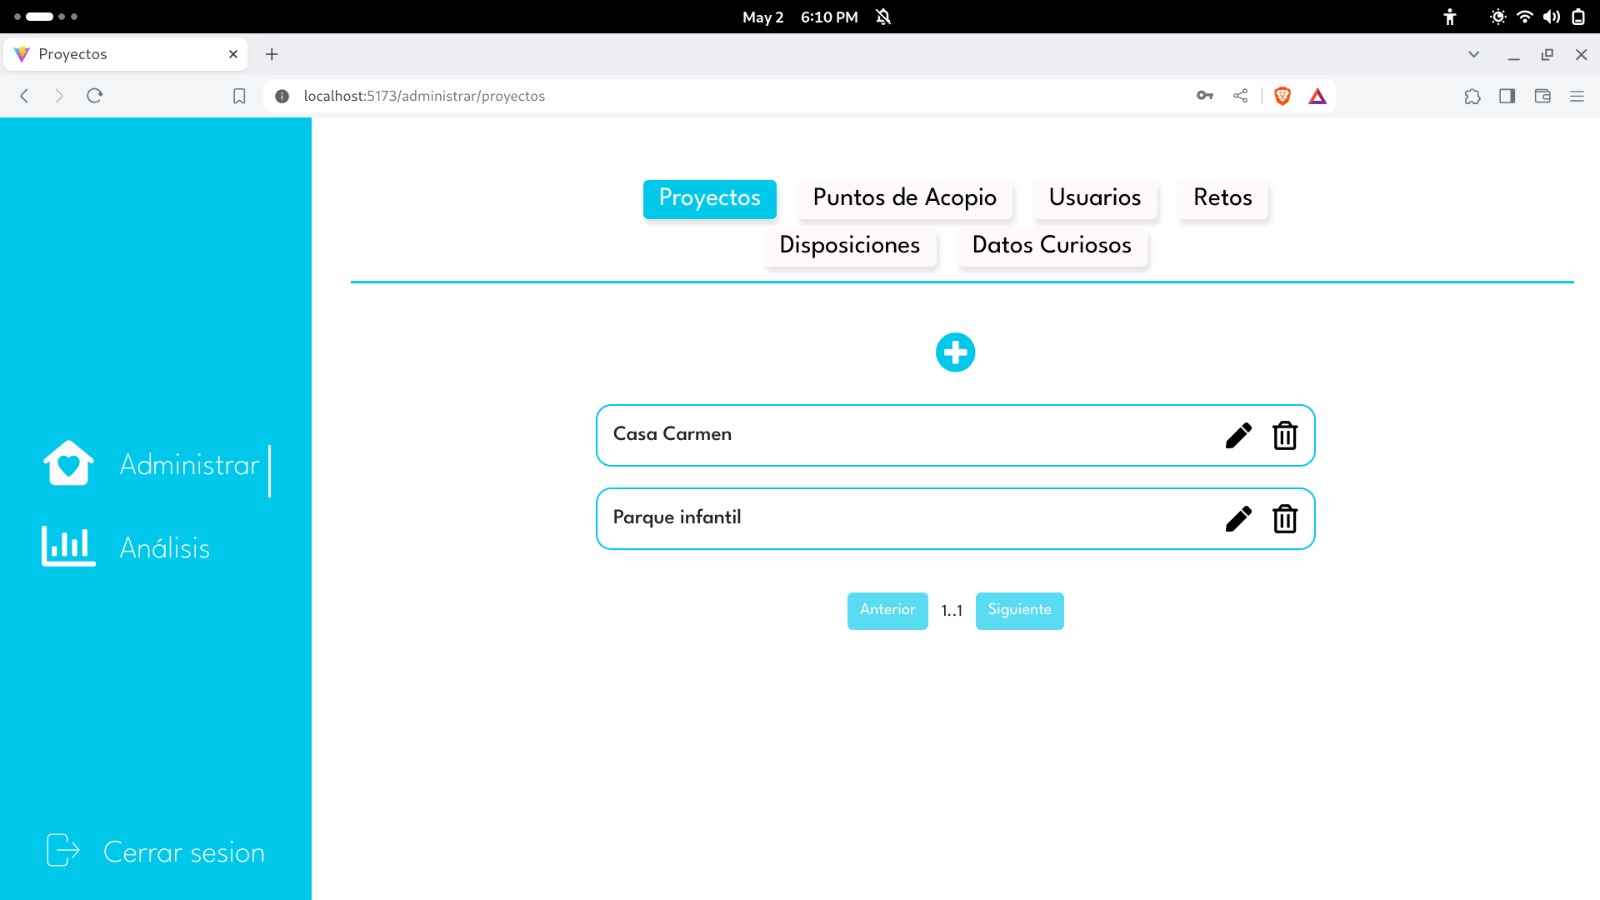 May 2 6:10 PM
Proyectos
localhost:5173/administrar/proyectos
Proyectos Puntos de Acopio Usuarios Retos
Disposiciones Datos Curiosos
Administrar
Análisis
Cerrar sesion
Casa Carmen
Parque infantil
Anterior 1..1 Siguiente